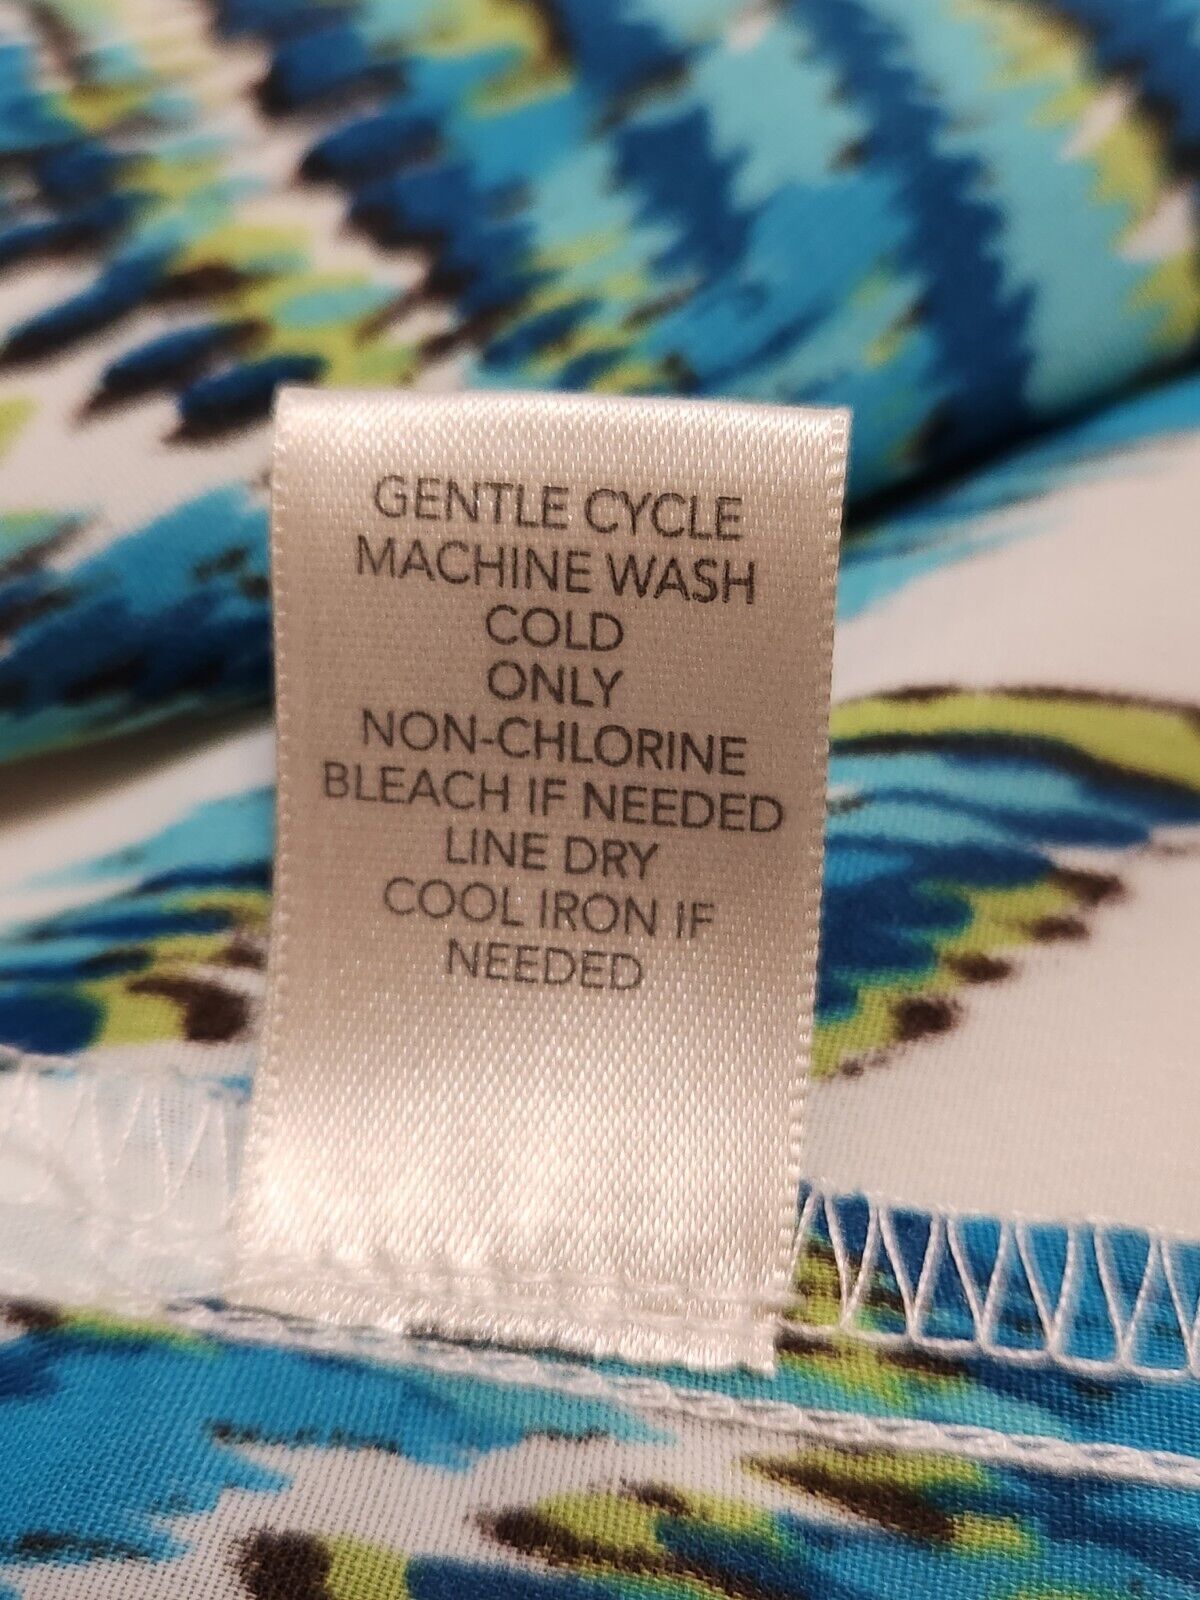 GENTLE CYCLE
MACHINE WASH
COLD
ONLY
NON-CHLORINE
BLEACH IF NEEDED
LINE DRY
COOL IRON IF
NEEDED